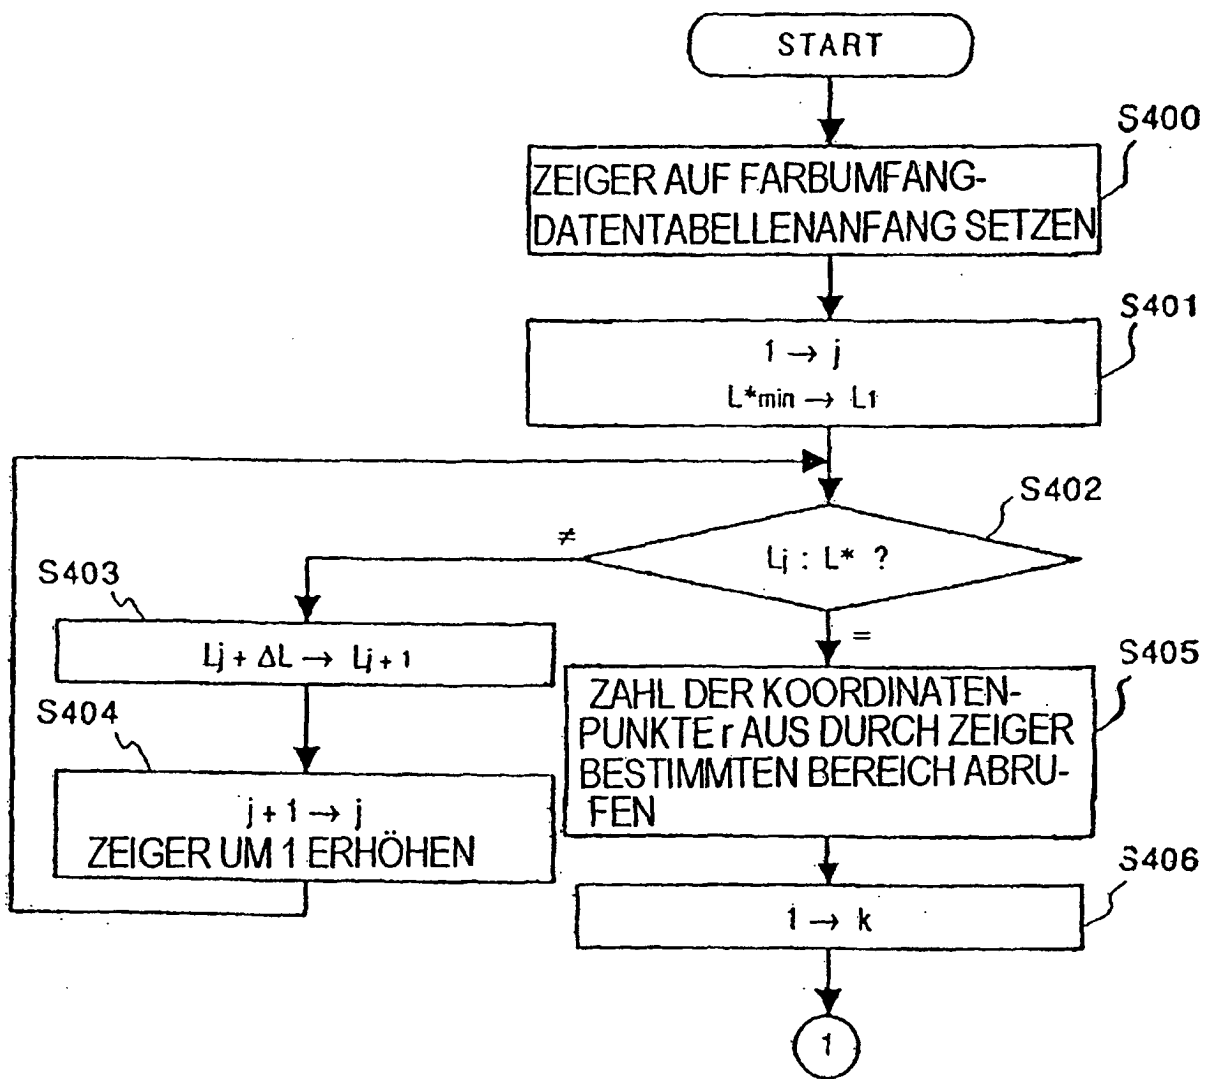 START
S400
ZEIGER AUF FARBUMFANG-
DATENTABELLENANFANG SETZEN
S401
1 → j
L*min → L1
S402
Lj : L* ?
≠
=
S403
Lj + ΔL → Lj + 1
S404
j + 1 → j
ZEIGER UM 1 ERHÖHEN
S405
ZAHL DER KOORDINATEN-
PUNKTE r AUS DURCH ZEIGER
BESTIMMTEN BEREICH ABRU-
FEN
S406
1 → k
1